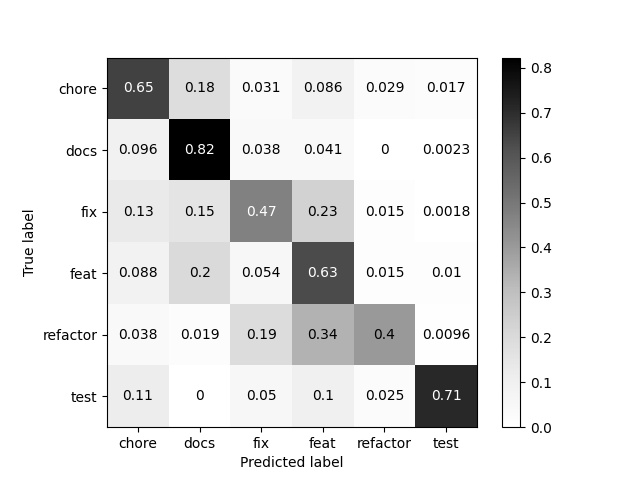 chore 0.65 0.18 0.031 0.086 0.029 0.017
docs 0.096 0.82 0.038 0.041 0 0.0023
fix 0.13 0.15 0.47 0.23 0.015 0.0018
feat 0.088 0.2 0.054 0.63 0.015 0.01
refactor 0.038 0.019 0.19 0.34 0.4 0.0096
test 0.11 0 0.05 0.1 0.025 0.71
chore docs fix feat refactor test
Predicted label
True label
0.8
0.7
0.6
0.5
0.4
0.3
0.2
0.1
0.0